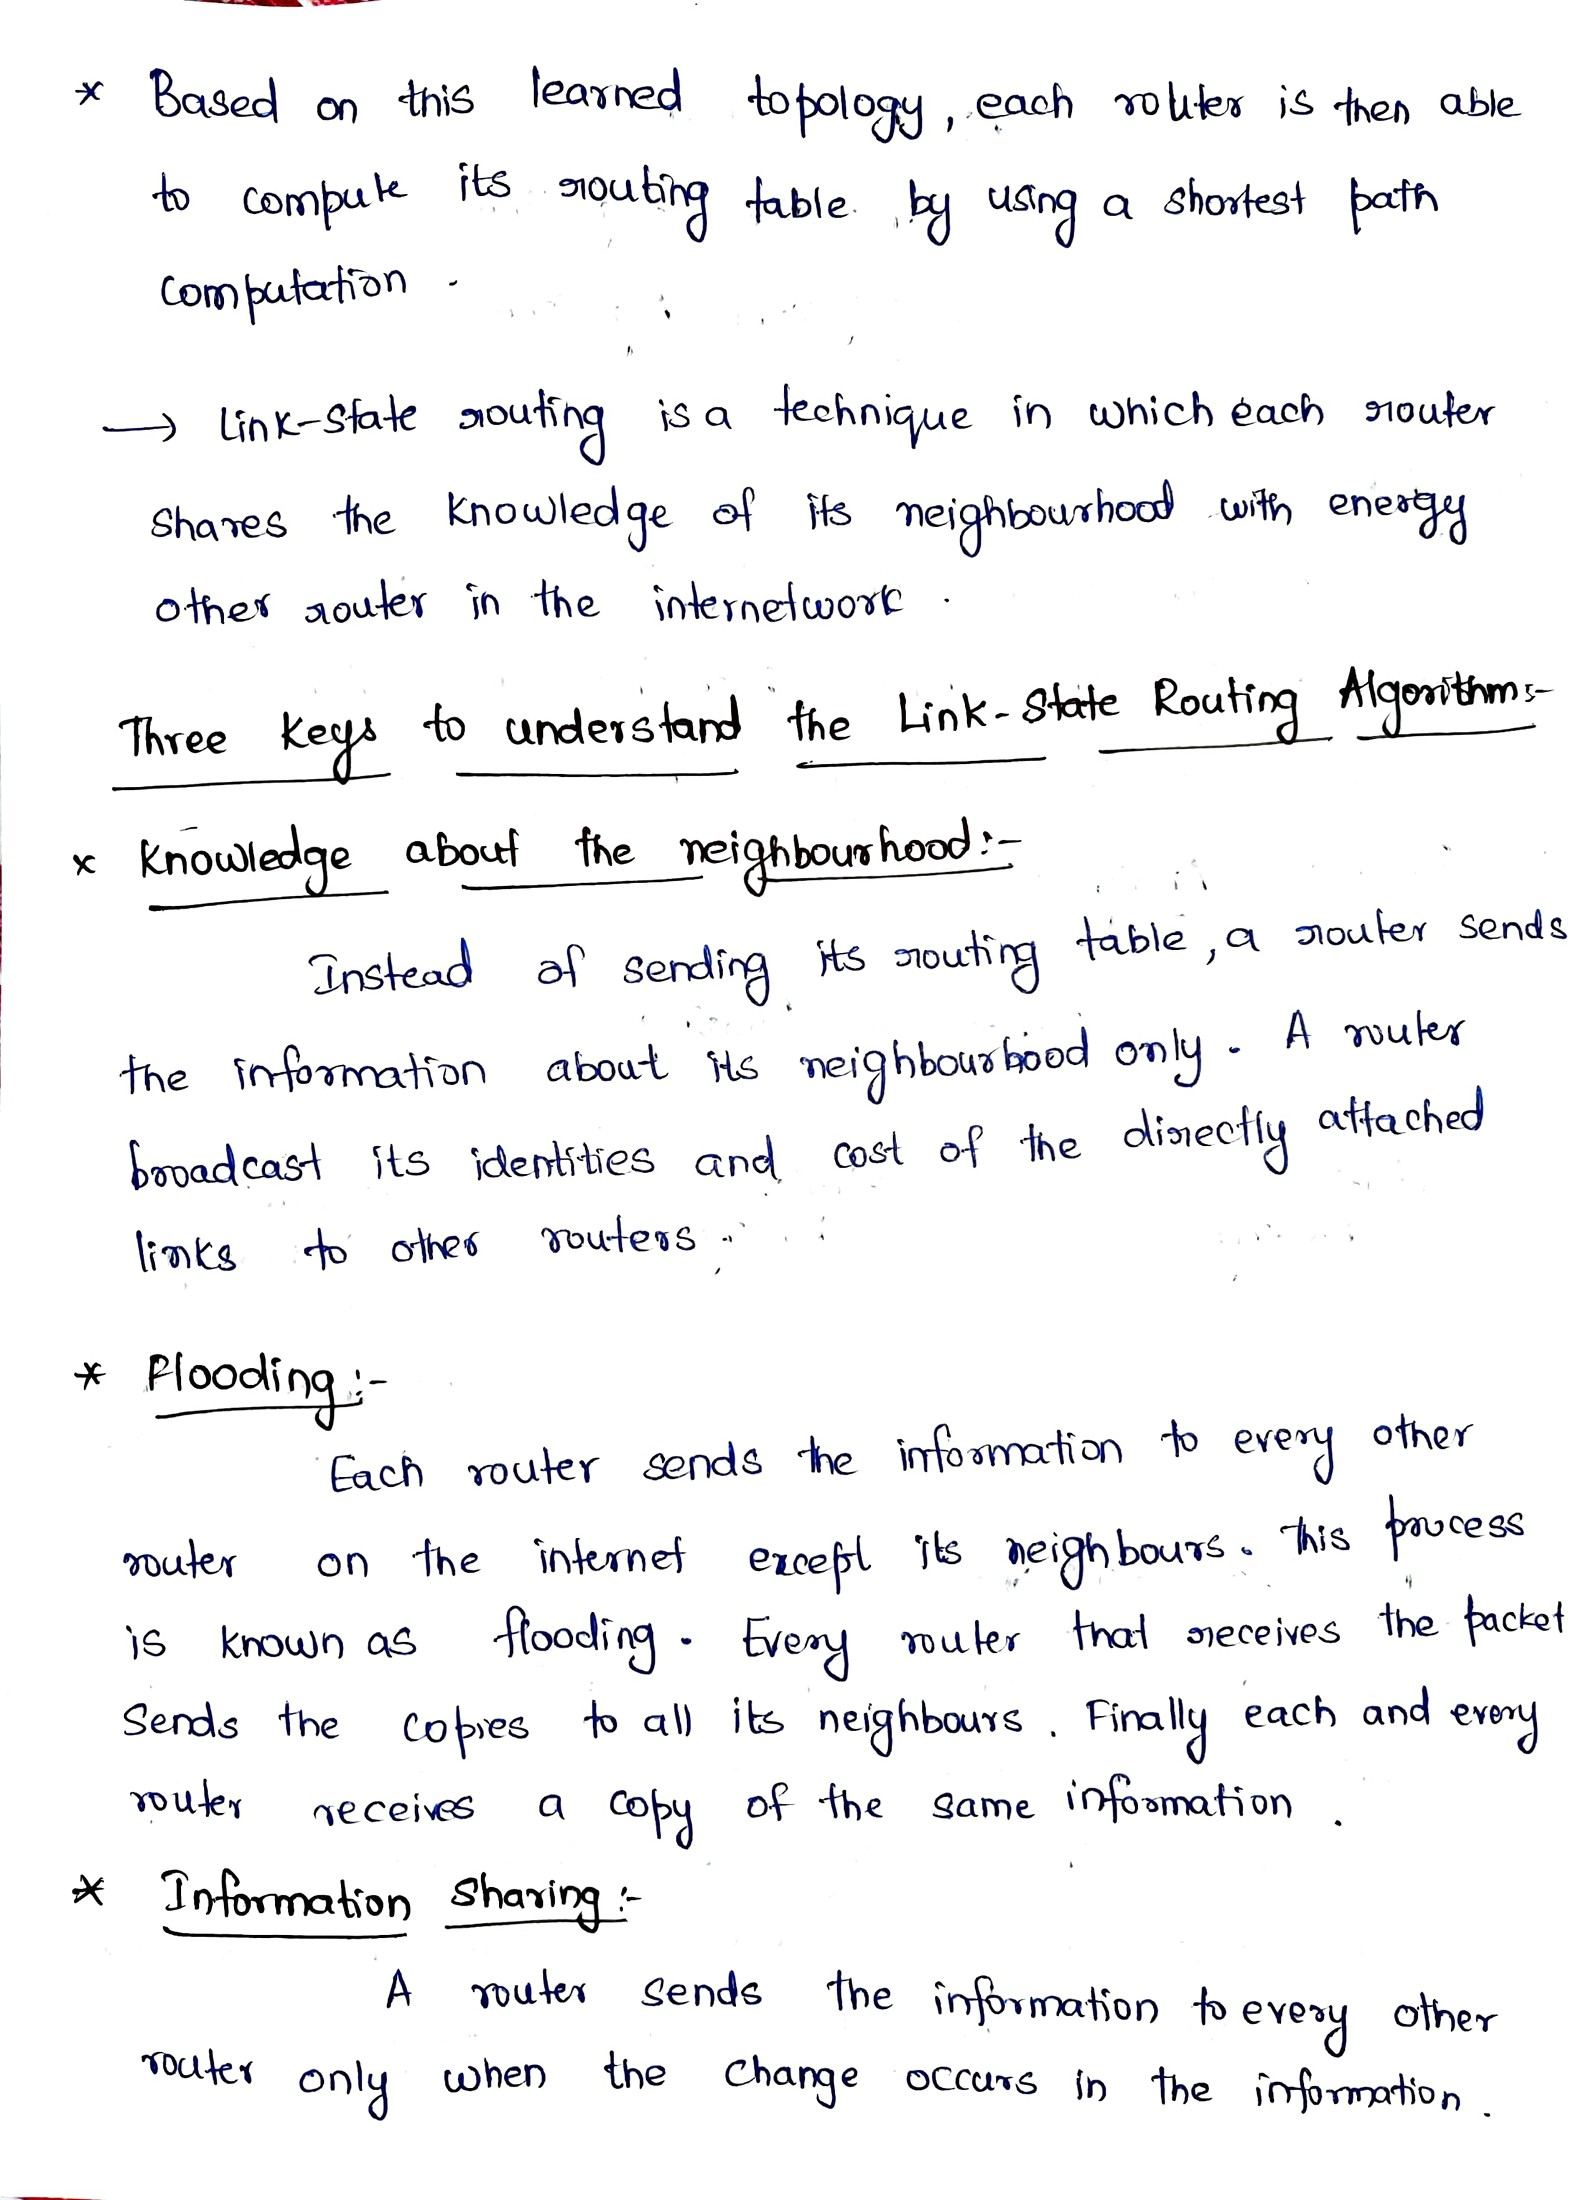 * Based on this learned topology, each router is then able
to compute its routing table by using a shortest path
computation.
→ Link-State routing is a technique in which each router
shares the knowledge of its neighbourhood with energy
other router in the internetwork.
Three Keys to understand the Link-State Routing Algorithm:-
* Knowledge about the neighbourhood:-
Instead of sending its routing table, a router sends
the information about its neighbourhood only. A router
broadcast its identities and cost of the directly attached
links to other routers.
* Flooding:-
Each router sends the information to every other
router on the internet except its neighbours. This process
is known as flooding. Every router that receives the packet
sends the copies to all its neighbours. Finally each and every
router receives a copy of the same information.
* Information Sharing:-
A router sends the information to every other
router only when the change occurs in the information.